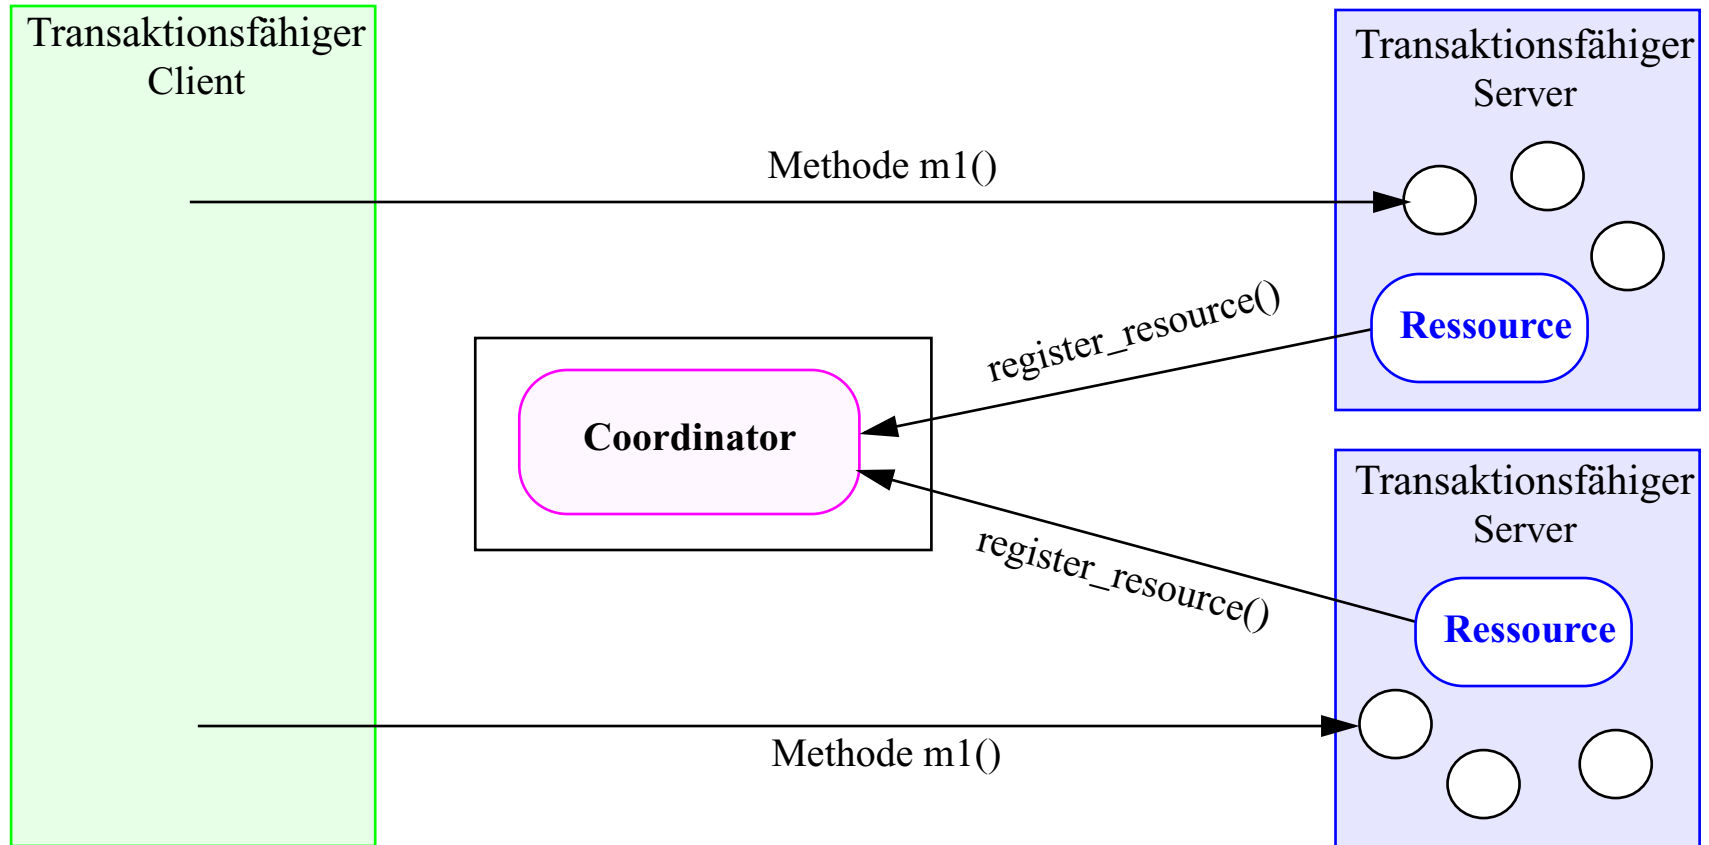 Transaktionsfähiger
Client
Transaktionsfähiger
Server
Methode m1()
register_resource()
Ressource
Coordinator
Transaktionsfähiger
Server
register_resource()
Ressource
Methode m1()